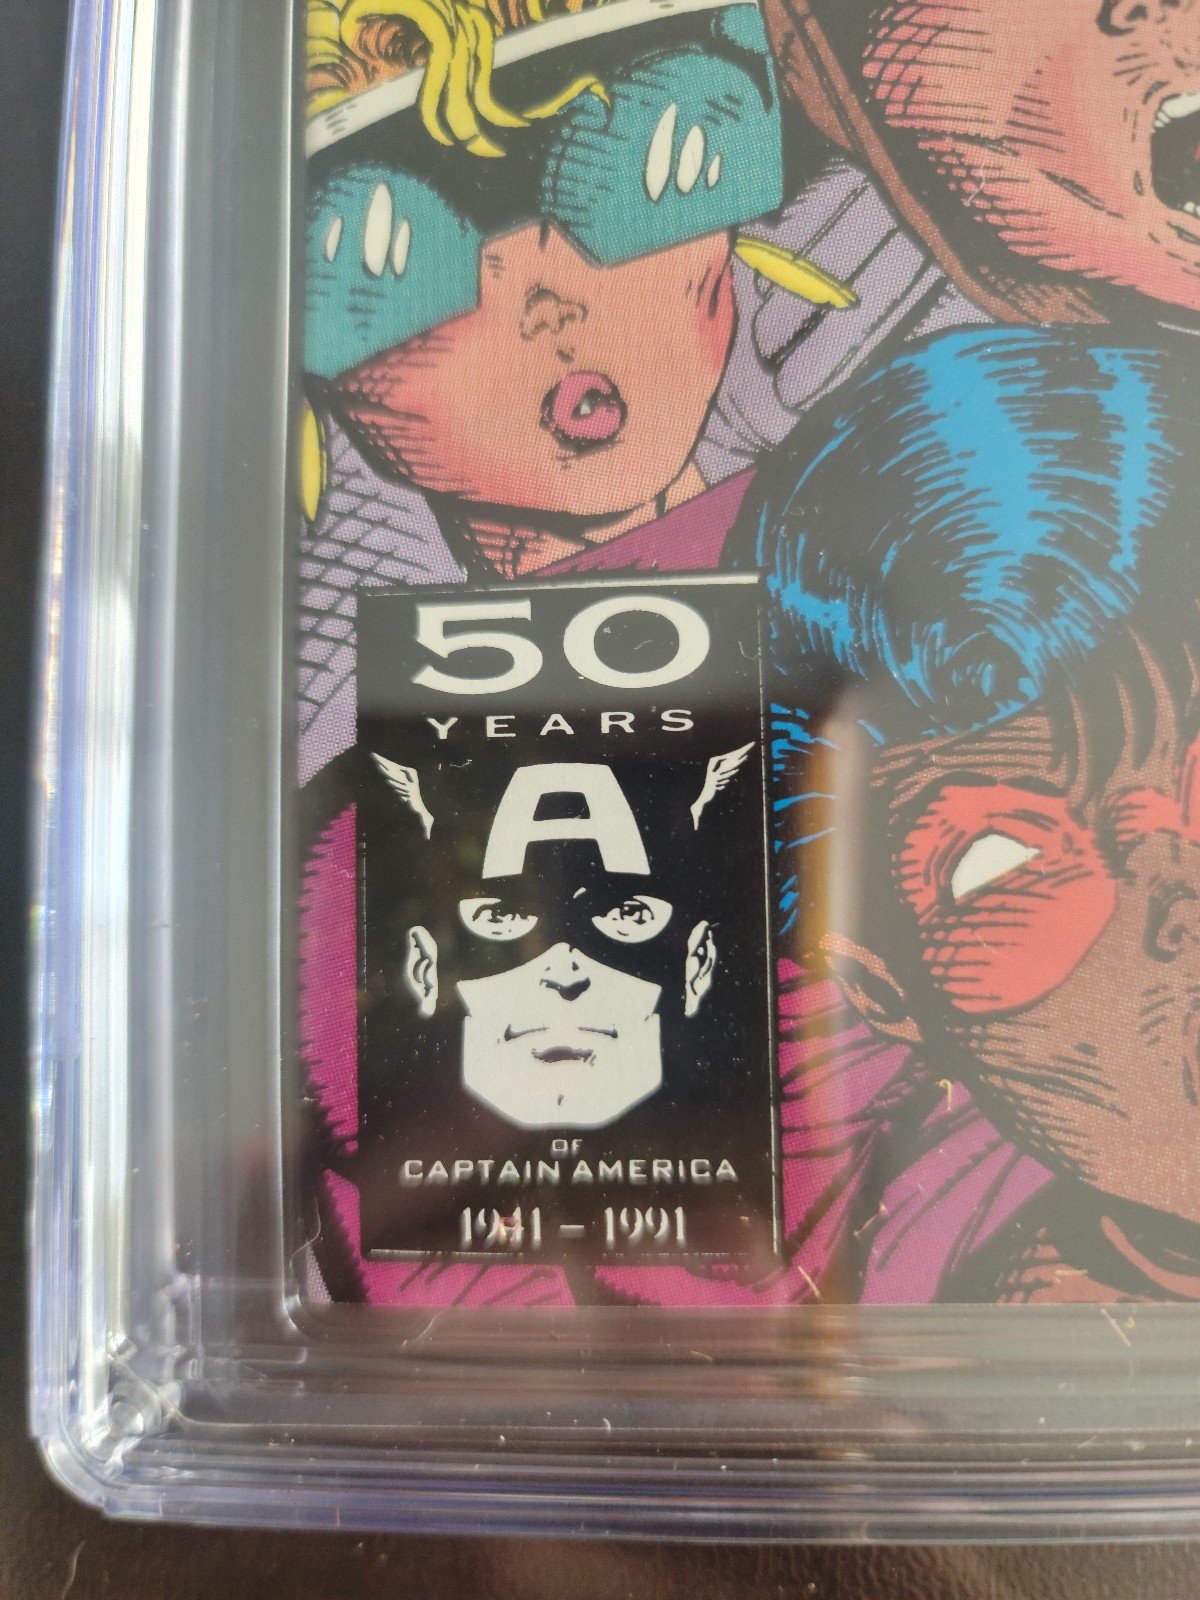 50
YEARS
A
OF
CAPTAIN AMERICA
1941 - 1991